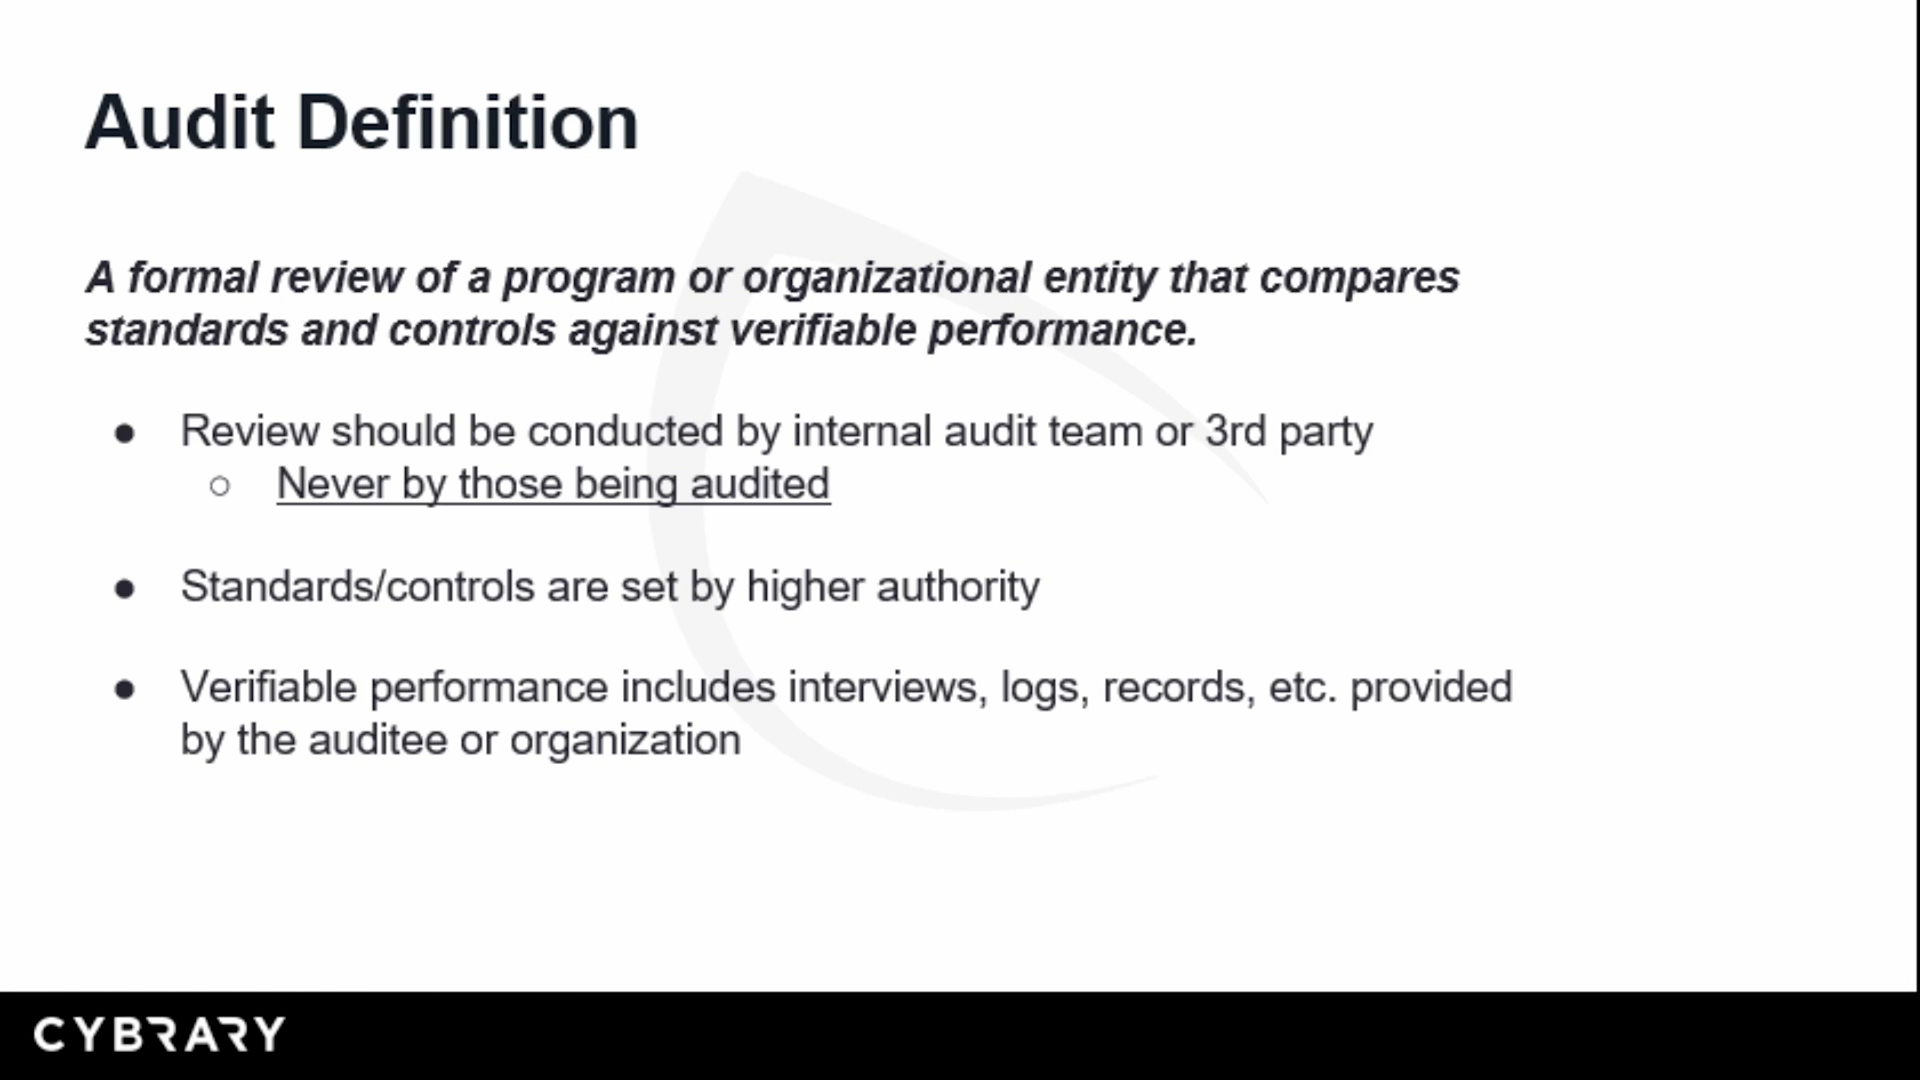 Audit Definition
A formal review of a program or organizational entity that compares
standards and controls against verifiable performance.
● Review should be conducted by internal audit team or 3rd party
○ Never by those being audited
● Standards/controls are set by higher authority
● Verifiable performance includes interviews, logs, records, etc. provided
by the auditee or organization
CYBRARY